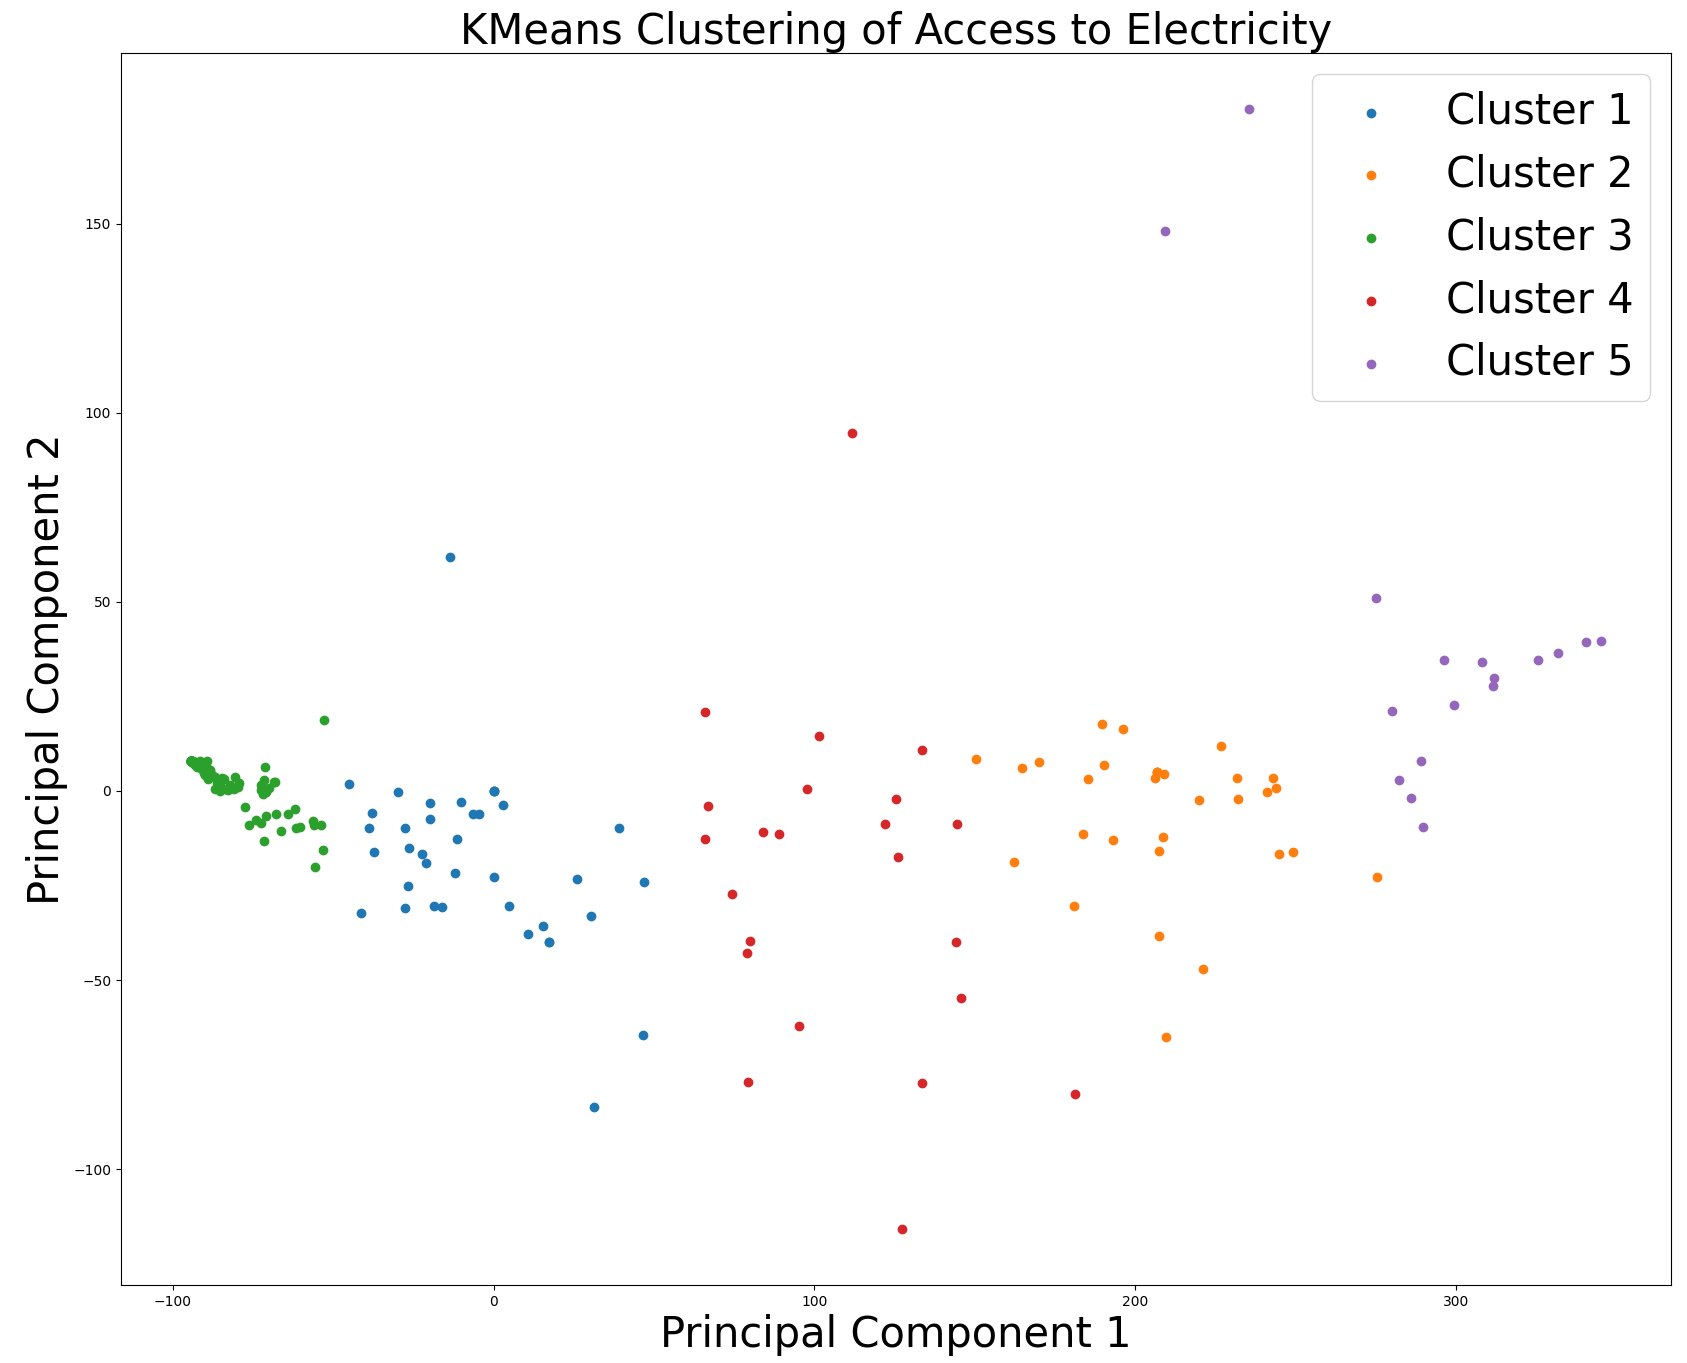 KMeans Clustering of Access to Electricity
Cluster 1
Cluster 2
Cluster 3
Cluster 4
Cluster 5
Principal Component 2
150
100
50
0
−50
−100
−100 0 100 200 300
Principal Component 1